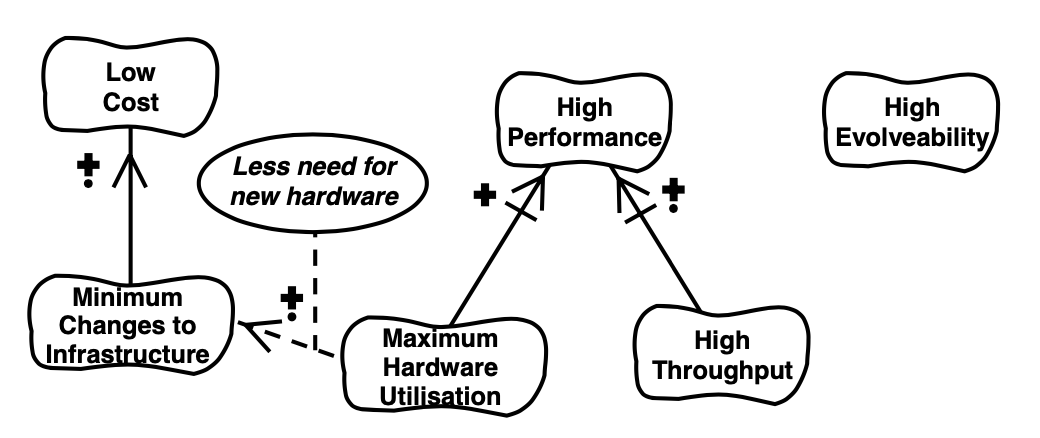 Low
Cost
High
Performance
High
Evolveability
Less need for
new hardware
Minimum
Changes to
Infrastructure
Maximum
Hardware
Utilisation
High
Throughput